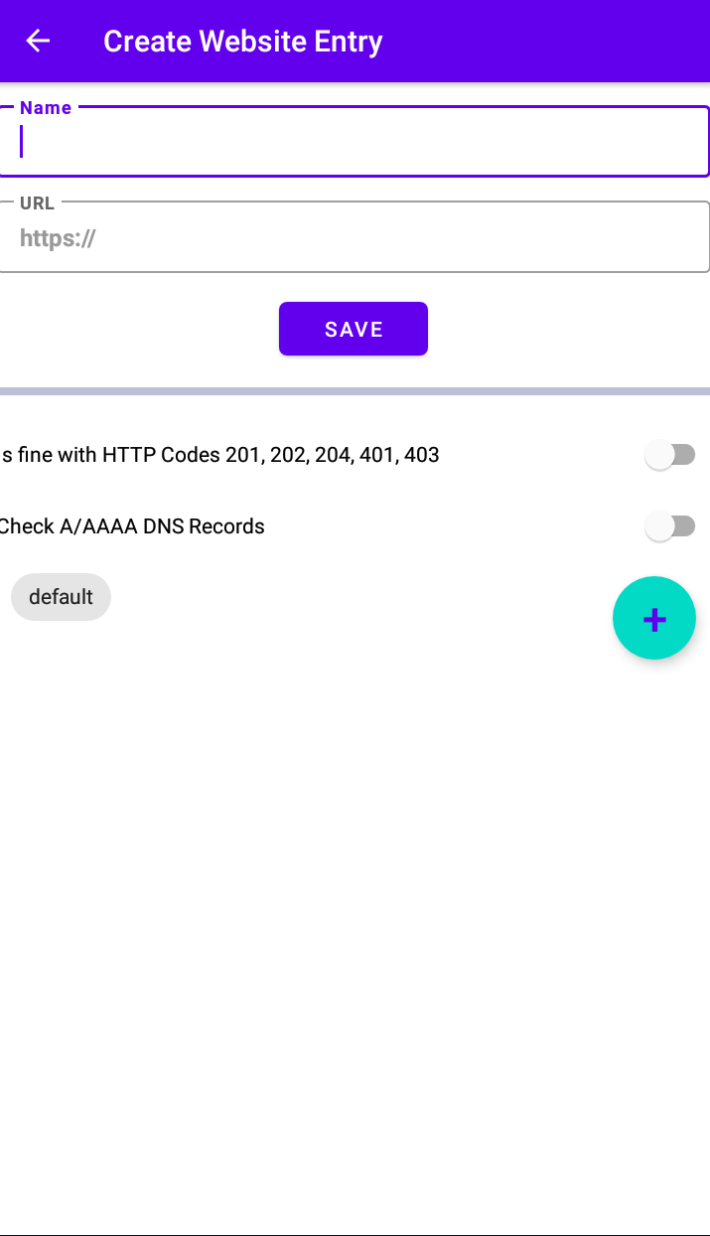 Create Website Entry
Name
URL
https://
SAVE
s fine with HTTP Codes 201, 202, 204, 401, 403
Check A/AAAA DNS Records
default
+